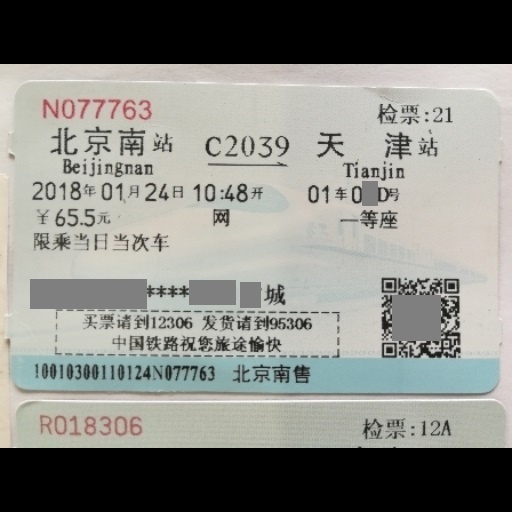 N077763 检票:21
北京南站 C2039 天津站
Beijingnan Tianjin
2018年01月24日 10:48开 01车0 D号
¥65.5元 网 一等座
限乘当日当次车
**** 城
买票请到12306 发货请到95306
中国铁路祝您旅途愉快
10010300110124N077763 北京南售
R018306 检票:12A